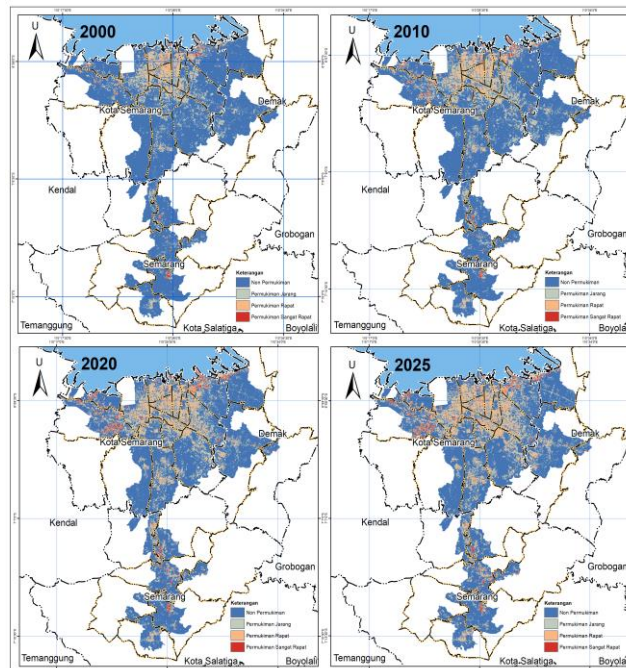 U
2000
Kota Semarang
Demak
Kendal
Grobogan
Semarang
Keterangan
Non Permukiman
Permukiman Jarang
Permukiman Rapat
Permukiman Sangat Rapat
Temanggung
Kota Salatiga
Boyolali
U
2010
Kota Semarang
Demak
Kendal
Grobogan
Semarang
Keterangan
Non Permukiman
Permukiman Jarang
Permukiman Rapat
Permukiman Sangat Rapat
Temanggung
Kota Salatiga
Boyolali
U
2020
Kota Semarang
Demak
Kendal
Grobogan
Semarang
Keterangan
Non Permukiman
Permukiman Jarang
Permukiman Rapat
Permukiman Sangat Rapat
Temanggung
Kota Salatiga
Boyolali
U
2025
Kota Semarang
Demak
Kendal
Grobogan
Semarang
Keterangan
Non Permukiman
Permukiman Jarang
Permukiman Rapat
Permukiman Sangat Rapat
Temanggung
Kota Salatiga
Boyolali